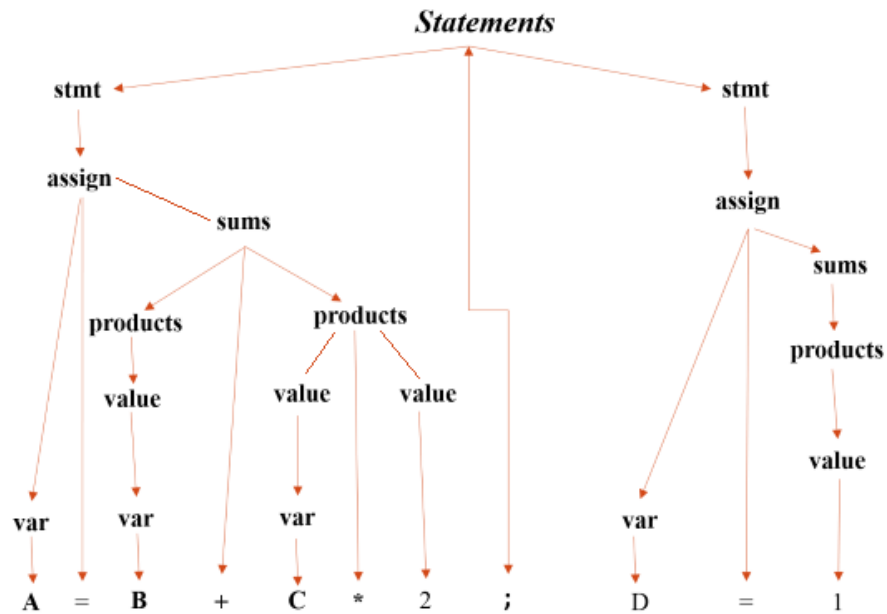 Statements
stmt stmt
assign
assign
sums
sums
products products
products
value value value
value
var var var var
A = B + C * 2 ; D = 1